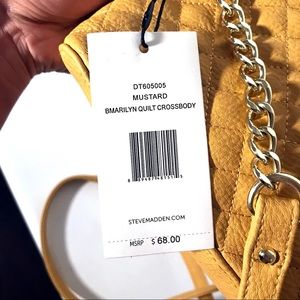 DT605005
MUSTARD
BMARILYN QUILT CROSSBODY
STEVEMADDEN.COM
MSRP $ 68.00